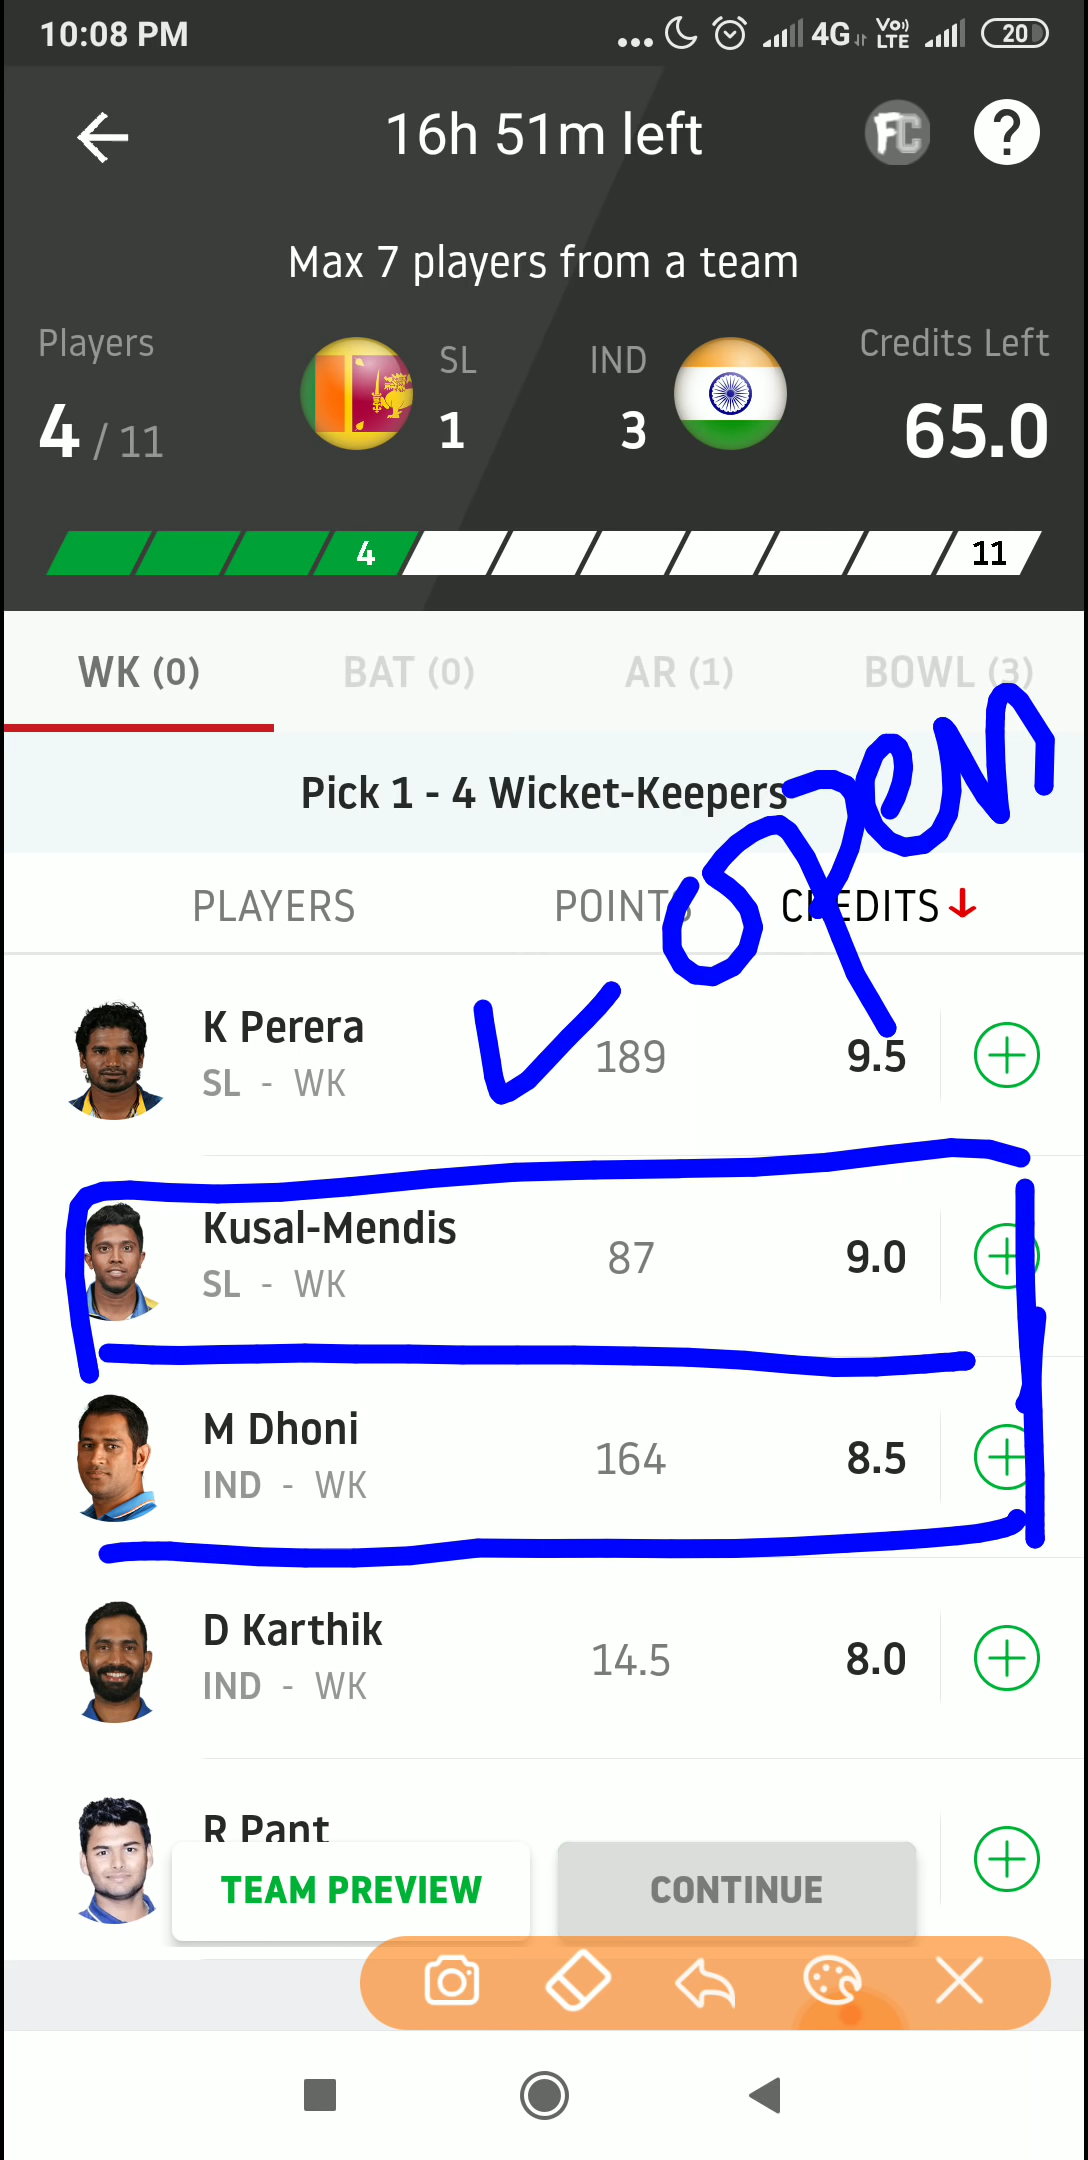 10:08 PM 4G Vo)) LTE 20
16h 51m left FC ?
Max 7 players from a team
Players SL IND Credits Left
4 / 11 1 3 65.0
4 11
WK (0) BAT (0) AR (1) BOWL (3)
open
Pick 1 - 4 Wicket-Keepers
PLAYERS POINTS CREDITS
K Perera
SL - WK 189 9.5
Kusal-Mendis
SL - WK 87 9.0
M Dhoni
IND - WK 164 8.5
D Karthik
IND - WK 14.5 8.0
R Pant
TEAM PREVIEW CONTINUE